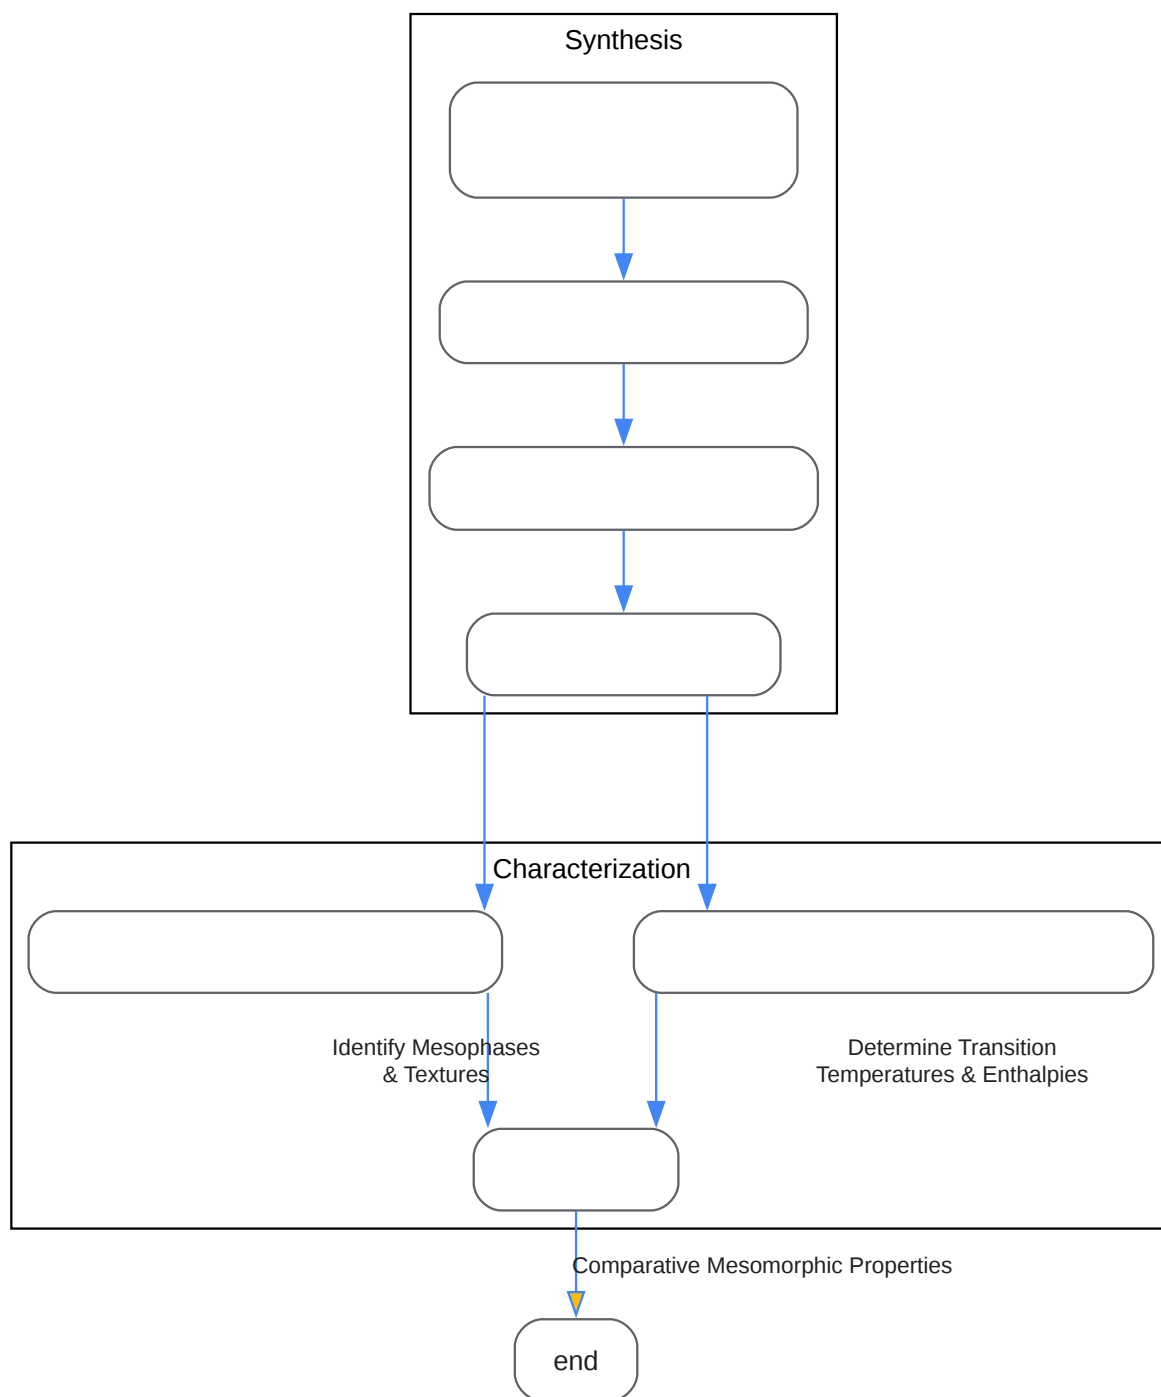 Synthesis
Characterization
Identify Mesophases
& Textures
Determine Transition
Temperatures & Enthalpies
Comparative Mesomorphic Properties
end